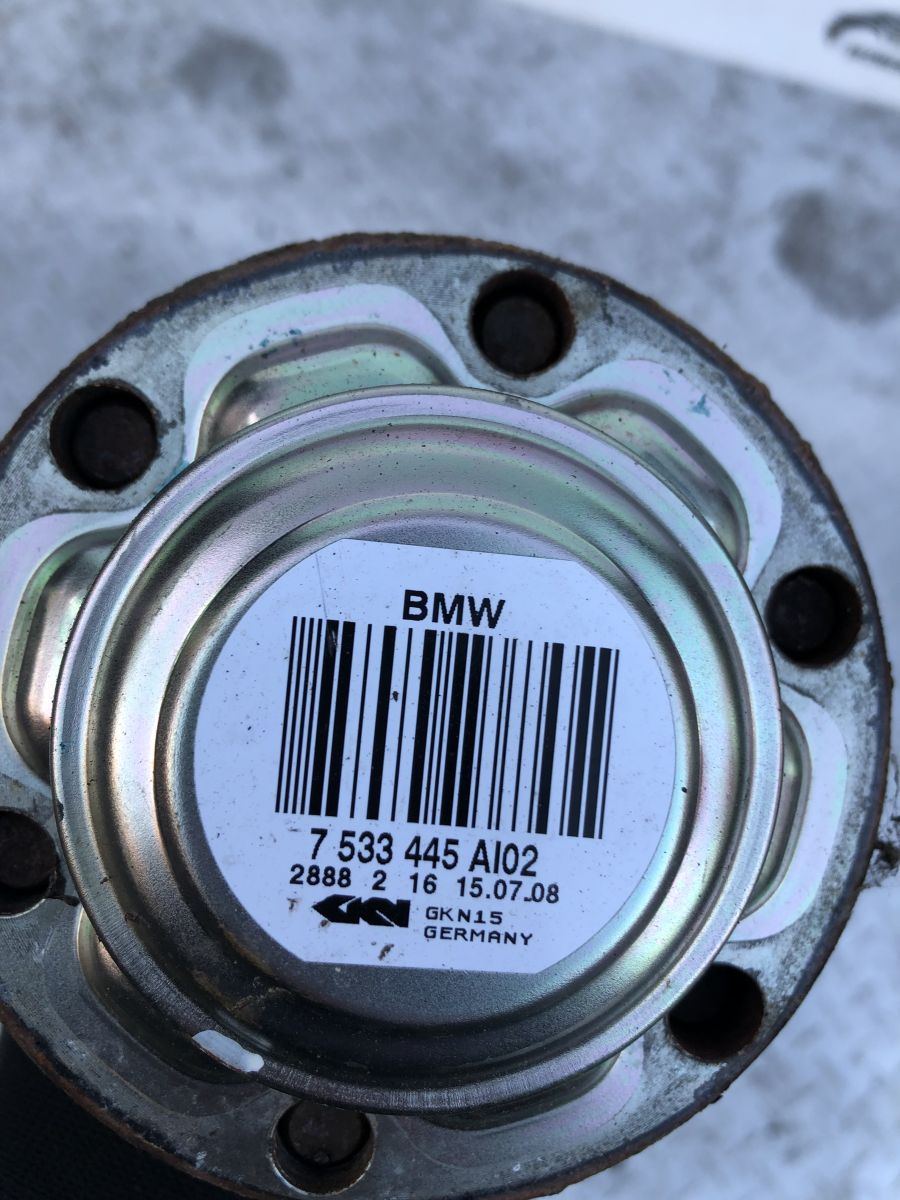 BMW
7 533 445 AI02
2888 2 16 15.07.08
GKN GKN15
GERMANY